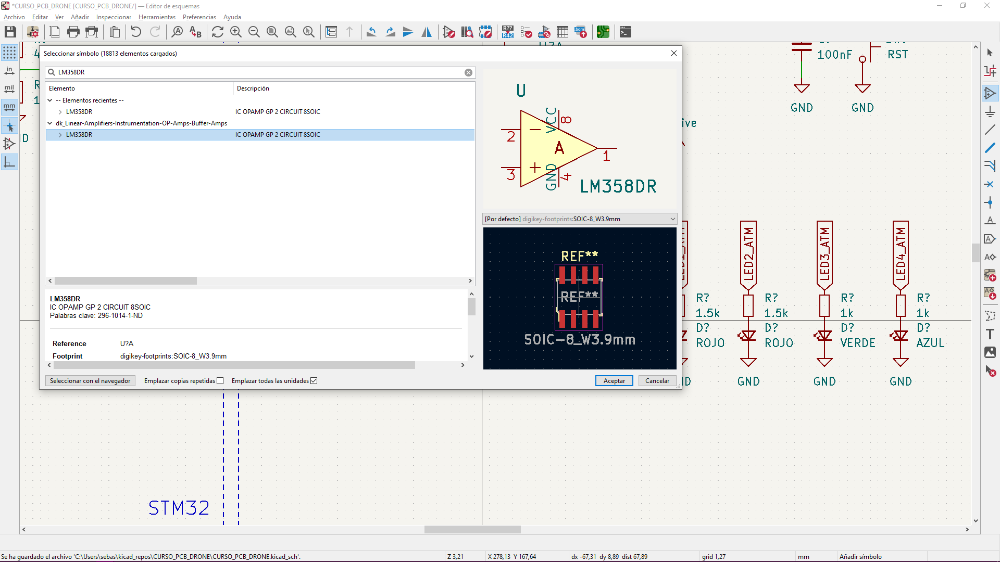 *CURSO_PCB_DRONE [CURSO_PCB_DRONE/] — Editor de esquemas
Archivo Editar Ver Añadir Inspeccionar Herramientas Preferencias Ayuda
Seleccionar símbolo (18813 elementos cargados)
LM358DR
Elemento Descripción
-- Elementos recientes --
LM358DR IC OPAMP GP 2 CIRCUIT 8SOIC
dk_Linear-Amplifiers-Instrumentation-OP-Amps-Buffer-Amps
LM358DR IC OPAMP GP 2 CIRCUIT 8SOIC
LM358DR
IC OPAMP GP 2 CIRCUIT 8SOIC
Palabras clave: 296-1014-1-ND
Reference U?A
Footprint digikey-footprints:SOIC-8_W3.9mm
Seleccionar con el navegador Emplazar copias repetidas Emplazar todas las unidades
Aceptar Cancelar
U
VCC
8
2
A
1
3
GND
4
LM358DR
[Por defecto] digikey-footprints:SOIC-8_W3.9mm
REF**
REF**
SOIC-8_W3.9mm
100nF RST
GND GND
LED2_ATM LED3_ATM LED4_ATM
R? R? R? R?
1.5k 1.5k 1k 1k
D? D? D? D?
ROJO ROJO VERDE AZUL
GND GND GND
STM32
in
mil
mm
R??
R42
bom
Se ha guardado el archivo 'C:\Users\sebas\kicad_repos\CURSO_PCB_DRONE\CURSO_PCB_DRONE.kicad_sch'.
Z 3,21 X 278,13 Y 167,64 dx -67,31 dy 8,89 dist 67,89 grid 1,27 mm Añadir símbolo